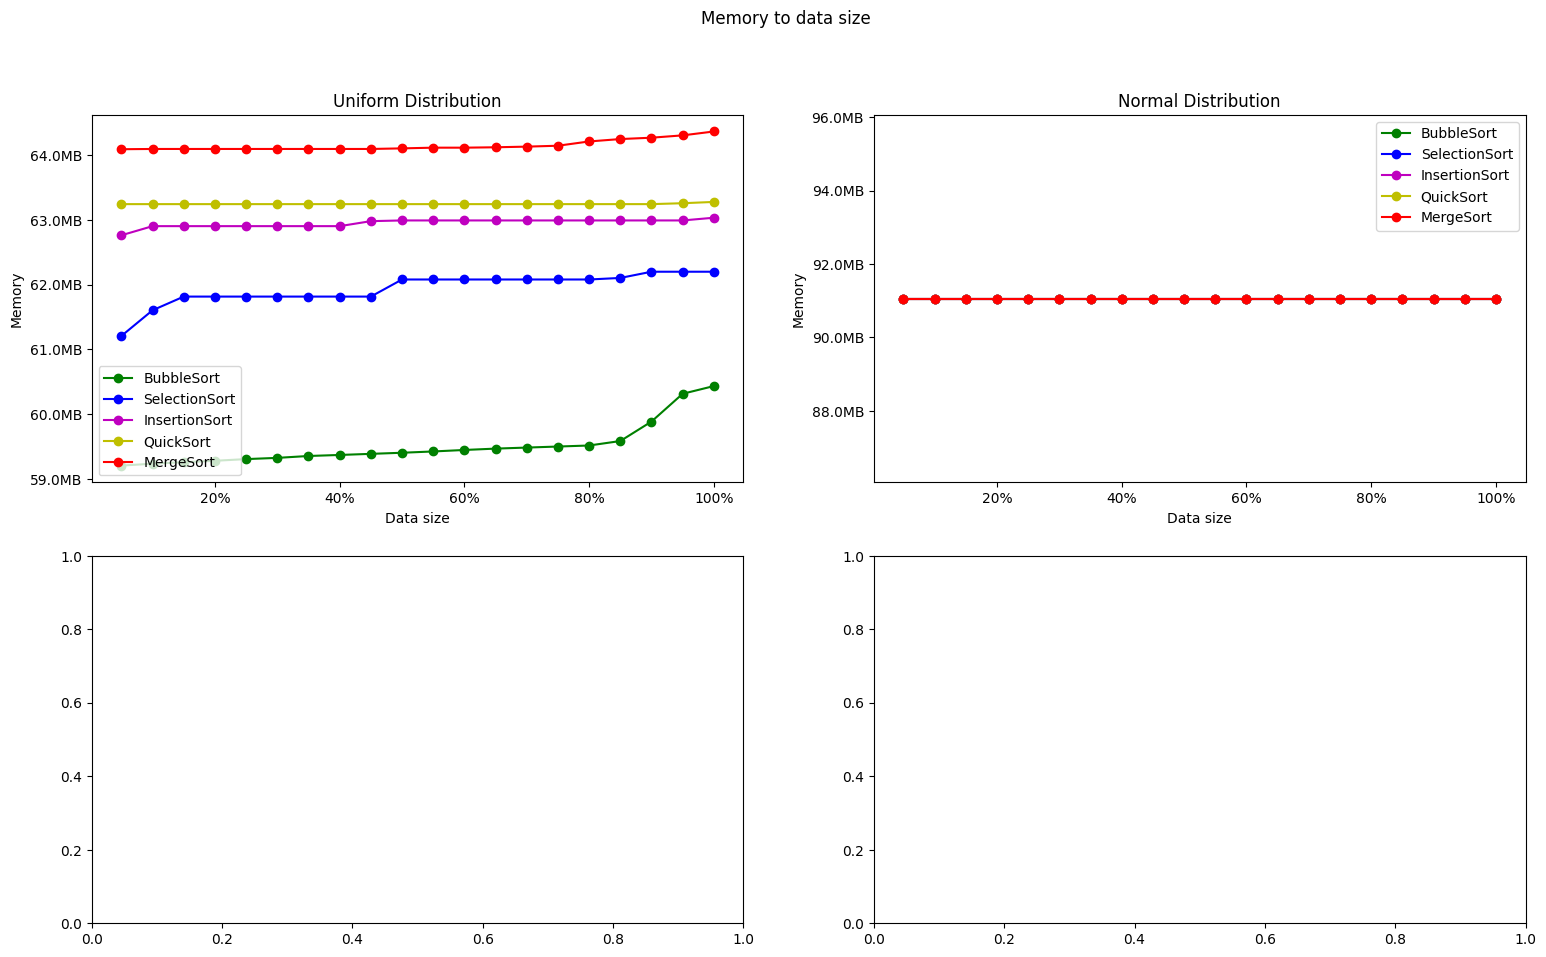 Memory to data size
Uniform Distribution
64.0MB
63.0MB
62.0MB
61.0MB
60.0MB
59.0MB
Memory
BubbleSort
SelectionSort
InsertionSort
QuickSort
MergeSort
20% 40% 60% 80% 100%
Data size
Normal Distribution
96.0MB
94.0MB
92.0MB
90.0MB
88.0MB
Memory
BubbleSort
SelectionSort
InsertionSort
QuickSort
MergeSort
20% 40% 60% 80% 100%
Data size
1.0
0.8
0.6
0.4
0.2
0.0
0.0 0.2 0.4 0.6 0.8 1.0
1.0
0.8
0.6
0.4
0.2
0.0
0.0 0.2 0.4 0.6 0.8 1.0